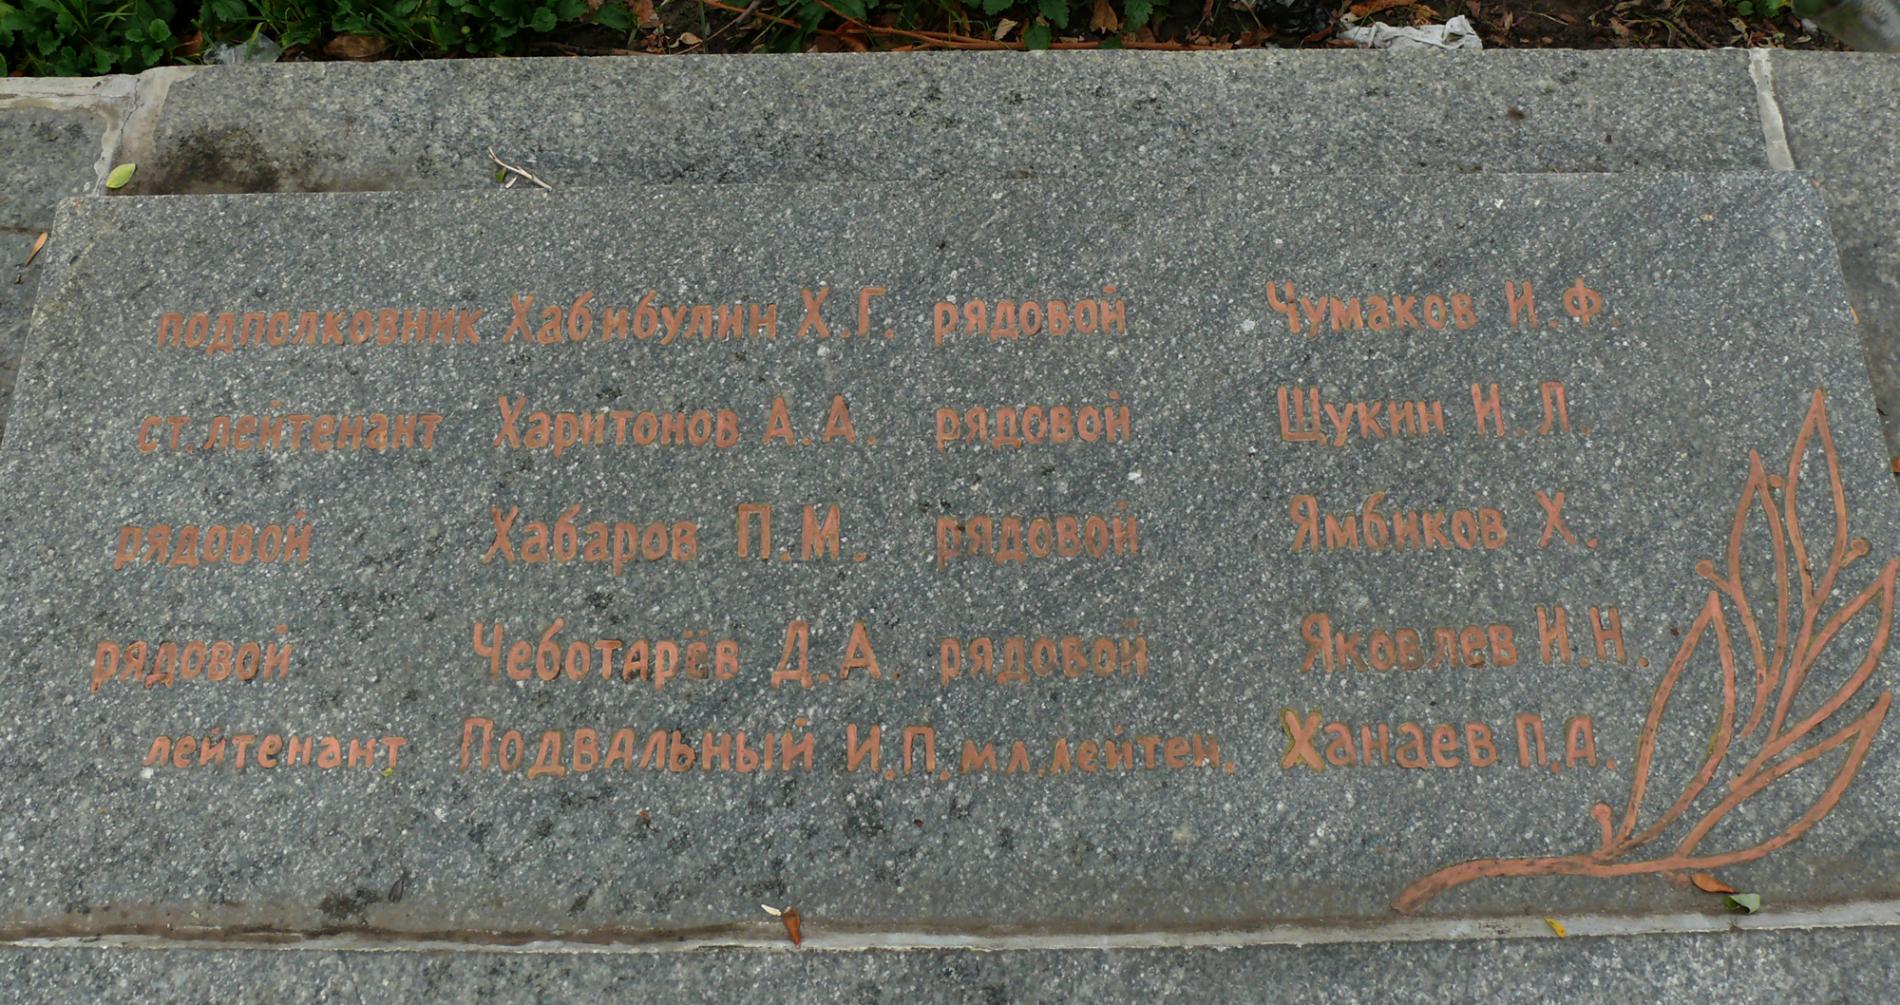 подполковник Хабибулин Х.Г. рядовой Чумаков И.Ф.
ст.лейтенант Харитонов А.А. рядовой Щукин И.Л.
рядовой Хабаров П.М. рядовой Ямбиков Х.
рядовой Чеботарёв Д.А. рядовой Яковлев И.Н.
лейтенант Подвальный И.П. мл.лейтен. Ханаев П.Д.